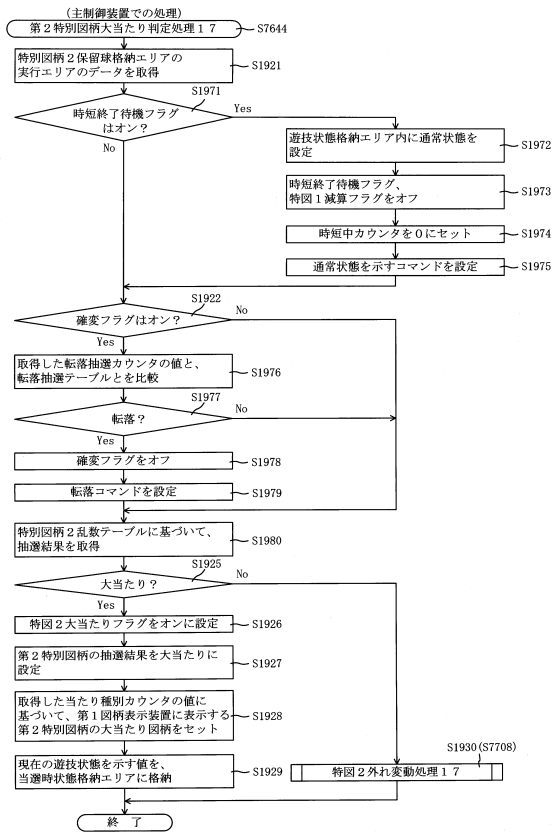 (主制御装置での処理)
第2特別図柄大当たり判定処理17
S7644
特別図柄2保留球格納エリアの
実行エリアのデータを取得
S1921
時短終了待機フラグ
はオン?
S1971
Yes
No
遊技状態格納エリア内に通常状態を
設定
S1972
時短終了待機フラグ、
特図1減算フラグをオフ
S1973
時短中カウンタを0にセット
S1974
通常状態を示すコマンドを設定
S1975
確変フラグはオン?
S1922
No
Yes
取得した転落抽選カウンタの値と、
転落抽選テーブルとを比較
S1976
転落?
S1977
No
Yes
確変フラグをオフ
S1978
転落コマンドを設定
S1979
特別図柄2乱数テーブルに基づいて、
抽選結果を取得
S1980
大当たり?
S1925
No
Yes
特図2大当たりフラグをオンに設定
S1926
第2特別図柄の抽選結果を大当たりに
設定
S1927
取得した当たり種別カウンタの値に
基づいて、第1図柄表示装置に表示する
第2特別図柄の大当たり図柄をセット
S1928
現在の遊技状態を示す値を、
当選時状態格納エリアに格納
S1929
S1930(S7708)
特図2外れ変動処理17
終 了